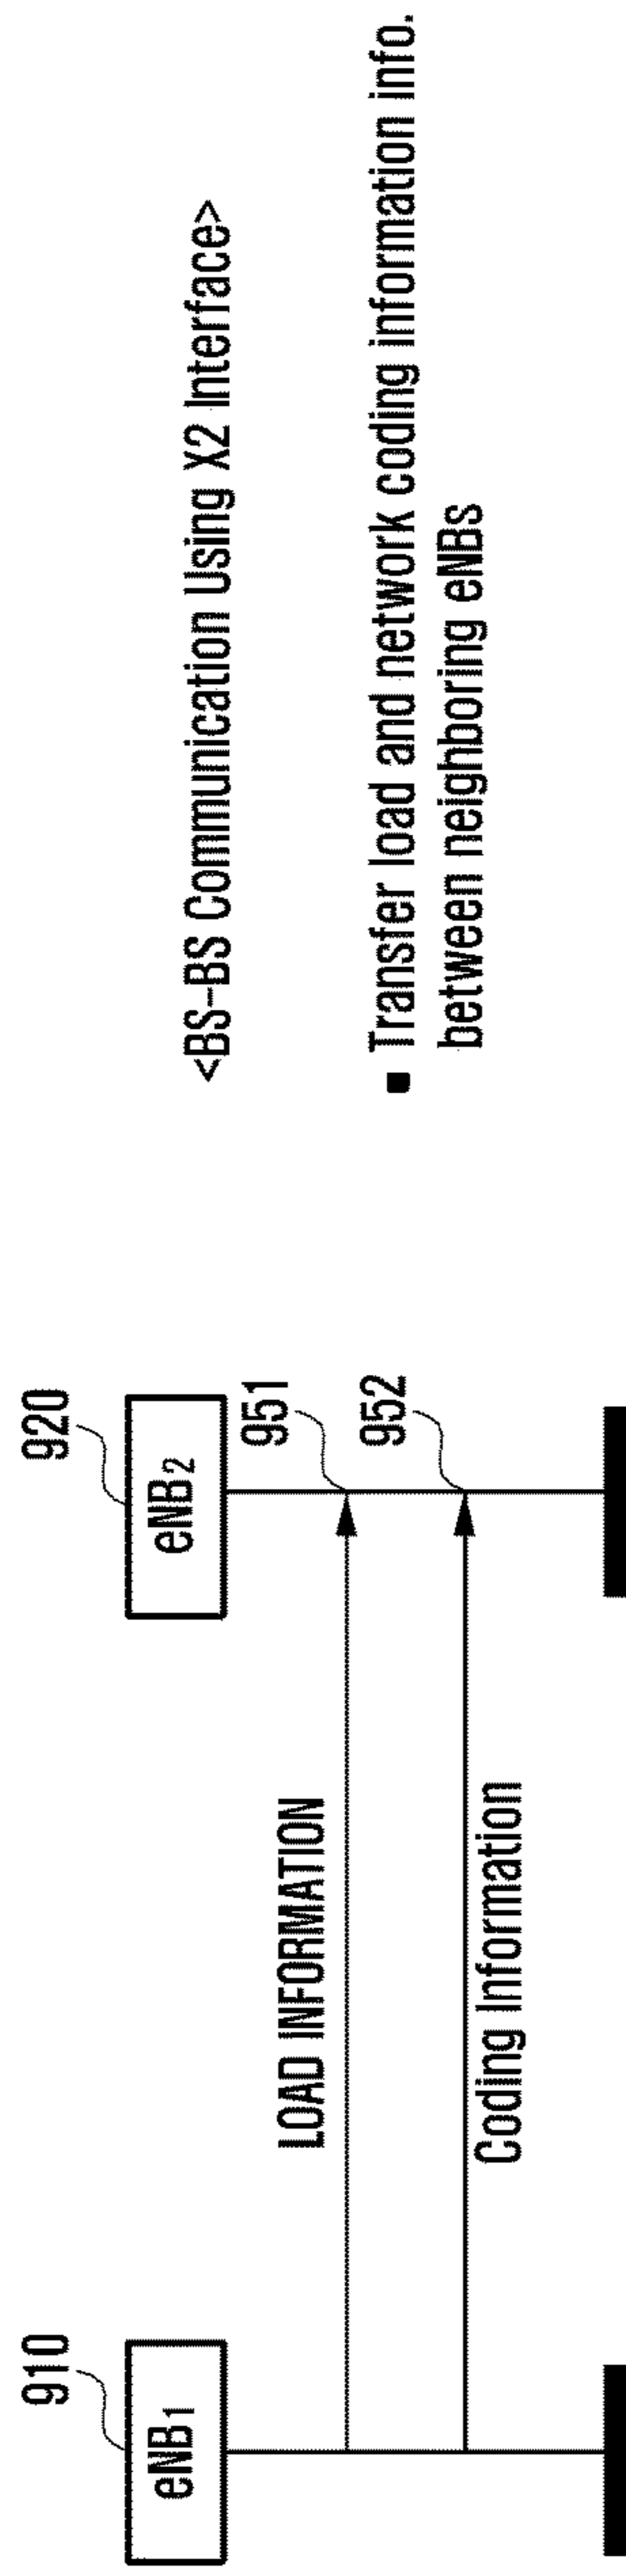 910
920
eNB1
eNB2
LOAD INFORMATION
951
Coding Information
952
<BS-BS Communication Using X2 Interface>
■ Transfer load and network coding information info.
between neighboring eNBs